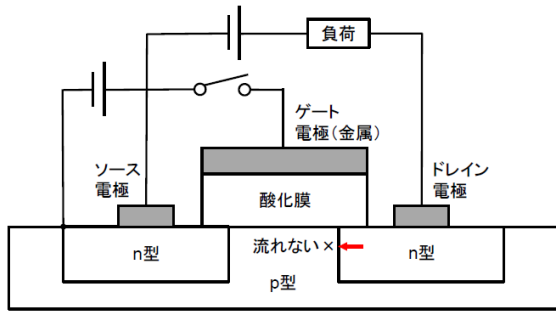 負荷
ゲート
電極(金属)
ソース
電極
ドレイン
電極
酸化膜
流れない×
n型
n型
p型